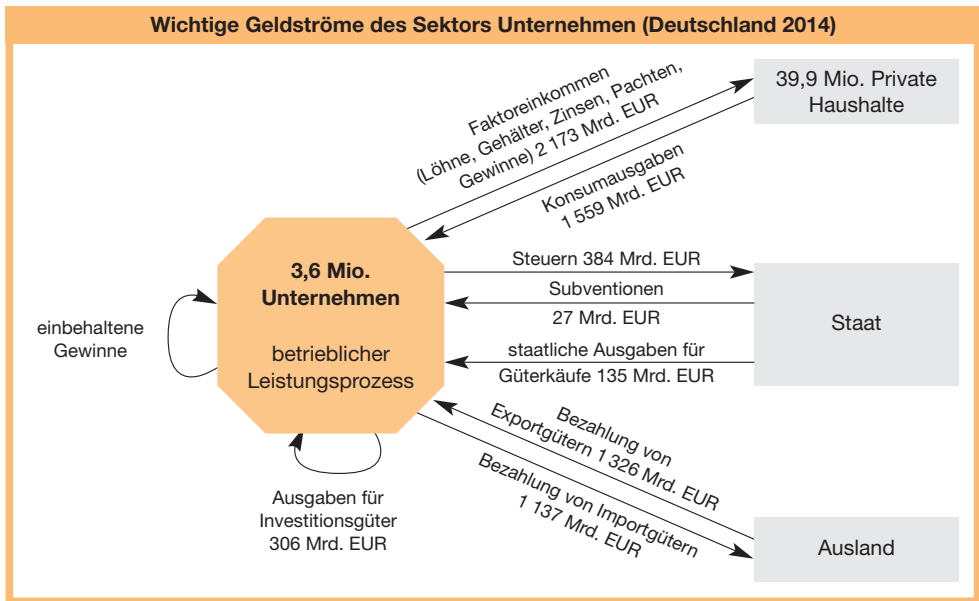 Wichtige Geldströme des Sektors Unternehmen (Deutschland 2014)
Faktoreinkommen
(Löhne, Gehälter, Zinsen, Pachten,
Gewinne) 2 173 Mrd. EUR
39,9 Mio. Private
Haushalte
Konsumausgaben
1 559 Mrd. EUR
3,6 Mio.
Unternehmen
betrieblicher
Leistungsprozess
einbehaltene
Gewinne
Steuern 384 Mrd. EUR
Subventionen
27 Mrd. EUR
staatliche Ausgaben für
Güterkäufe 135 Mrd. EUR
Staat
Bezahlung von
Exportgütern 1 326 Mrd. EUR
Bezahlung von Importgütern
1 137 Mrd. EUR
Ausland
Ausgaben für
Investitionsgüter
306 Mrd. EUR